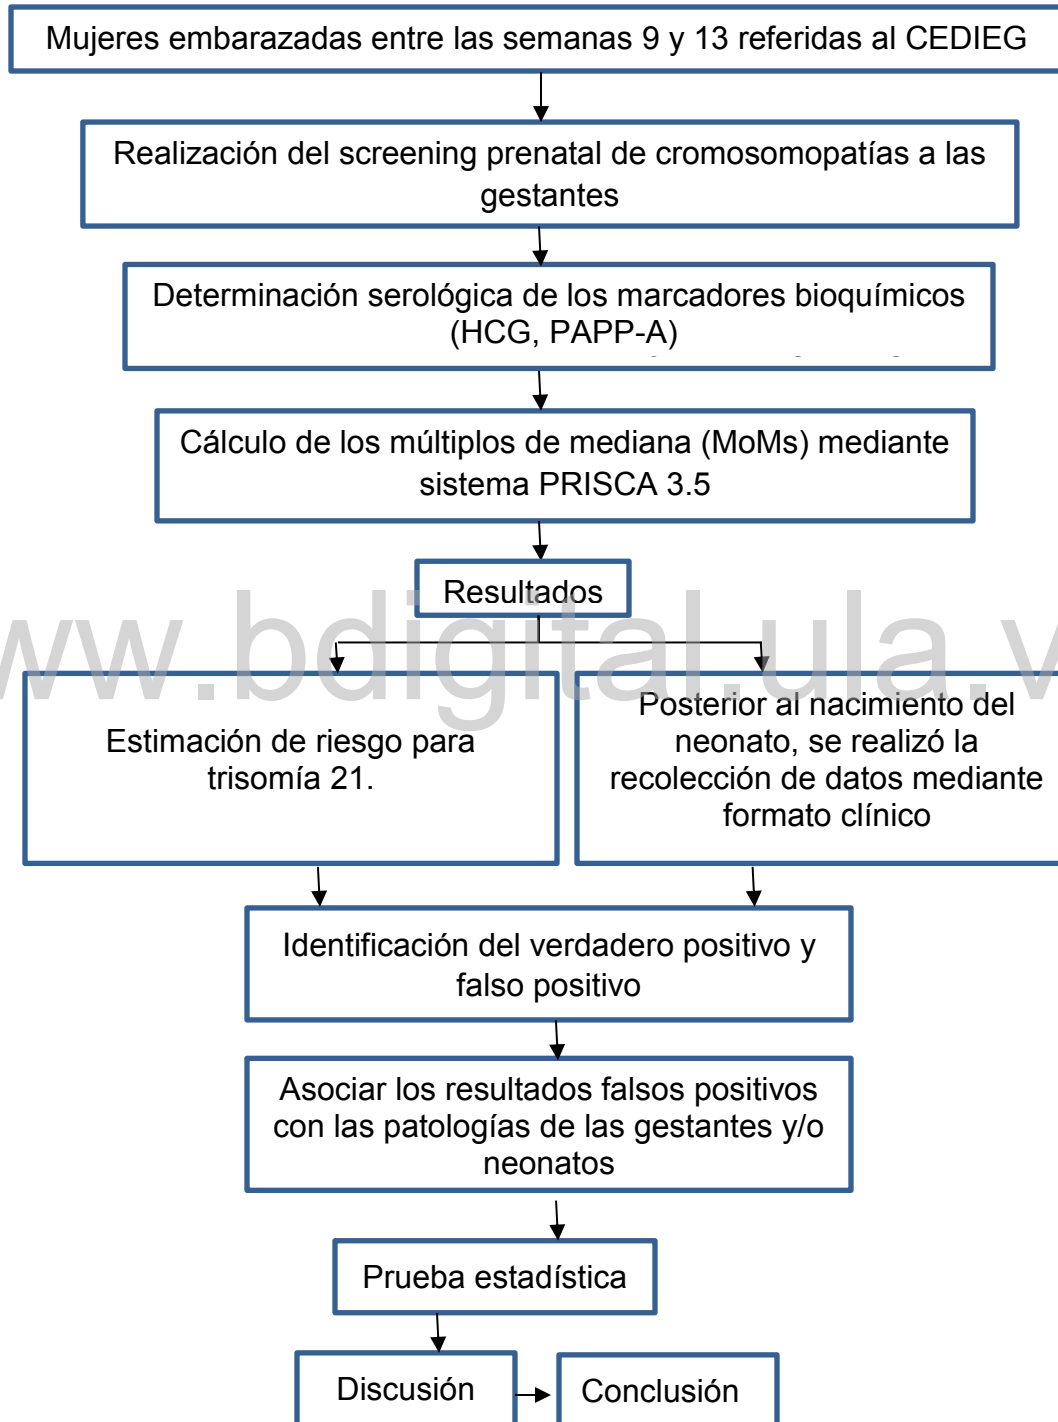 Mujeres embarazadas entre las semanas 9 y 13 referidas al CEDIEG
Realización del screening prenatal de cromosomopatías a las
gestantes
Determinación serológica de los marcadores bioquímicos
(HCG, PAPP-A)
Cálculo de los múltiplos de mediana (MoMs) mediante
sistema PRISCA 3.5
Resultados
www.bdigital.ula.v
Estimación de riesgo para
trisomía 21.
Posterior al nacimiento del
neonato, se realizó la
recolección de datos mediante
formato clínico
Identificación del verdadero positivo y
falso positivo
Asociar los resultados falsos positivos
con las patologías de las gestantes y/o
neonatos
Prueba estadística
Discusión
Conclusión